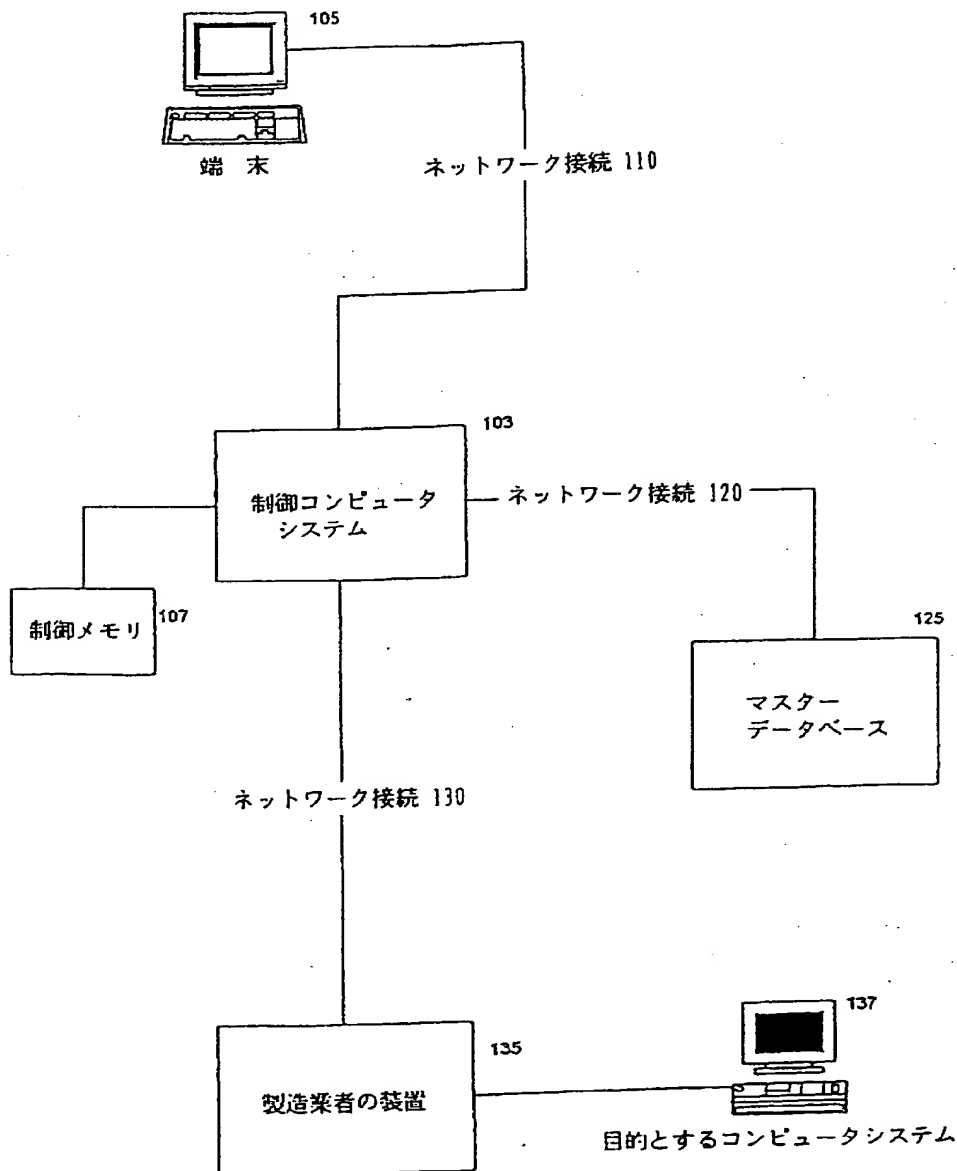 105
端 末
ネットワーク接続 110
103
制御コンピュータ
システム
ネットワーク接続 120
107
制御メモリ
125
マスター
データベース
ネットワーク接続 130
135
137
製造業者の装置
目的とするコンピュータシステム